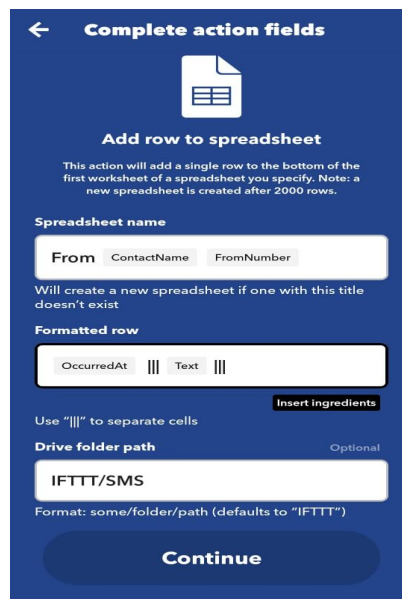 Complete action fields
Add row to spreadsheet
This action will add a single row to the bottom of the
first worksheet of a spreadsheet you specify. Note: a
new spreadsheet is created after 2000 rows.
Spreadsheet name
From ContactName FromNumber
Will create a new spreadsheet if one with this title
doesn't exist
Formatted row
OccurredAt ||| Text |||
Insert ingredients
Use "|||" to separate cells
Drive folder path Optional
IFTTT/SMS
Format: some/folder/path (defaults to "IFTTT")
Continue